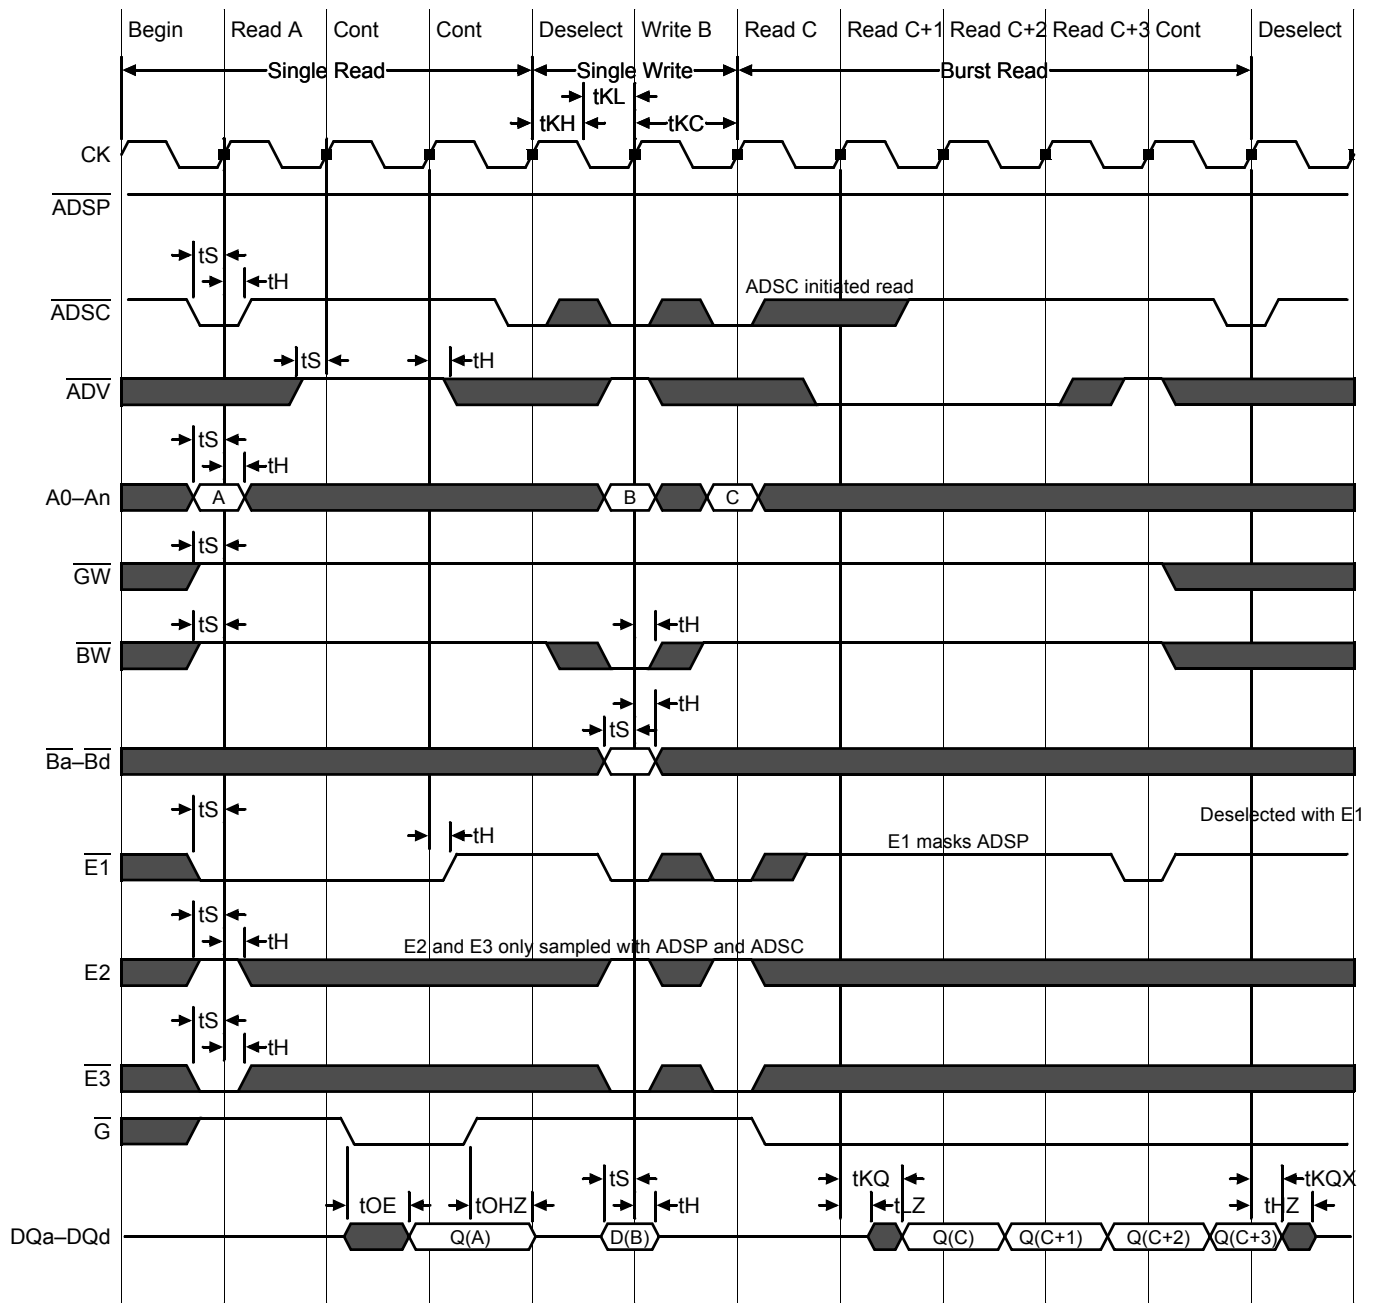 Begin Read A Cont Cont Deselect Write B Read C Read C+1 Read C+2 Read C+3 Cont Deselect
Single Read Single Write Burst Read
tKL
tKH tKC
CK
ADSP
tS
tH
ADSC initiated read
ADSC
tS tH
ADV
tS
tH
A0–An A B C
tS
GW
tS tH
BW
tH
tS
Ba–Bd
tS
Deselected with E1
tH
E1 masks ADSP
E1
tS
tH
E2 and E3 only sampled with ADSP and ADSC
E2
tS
tH
E3
G
tS tKQ tKQX
tOE tOHZ tH tLZ tHZ
DQa–DQd Q(A) D(B) Q(C) Q(C+1) Q(C+2) Q(C+3)